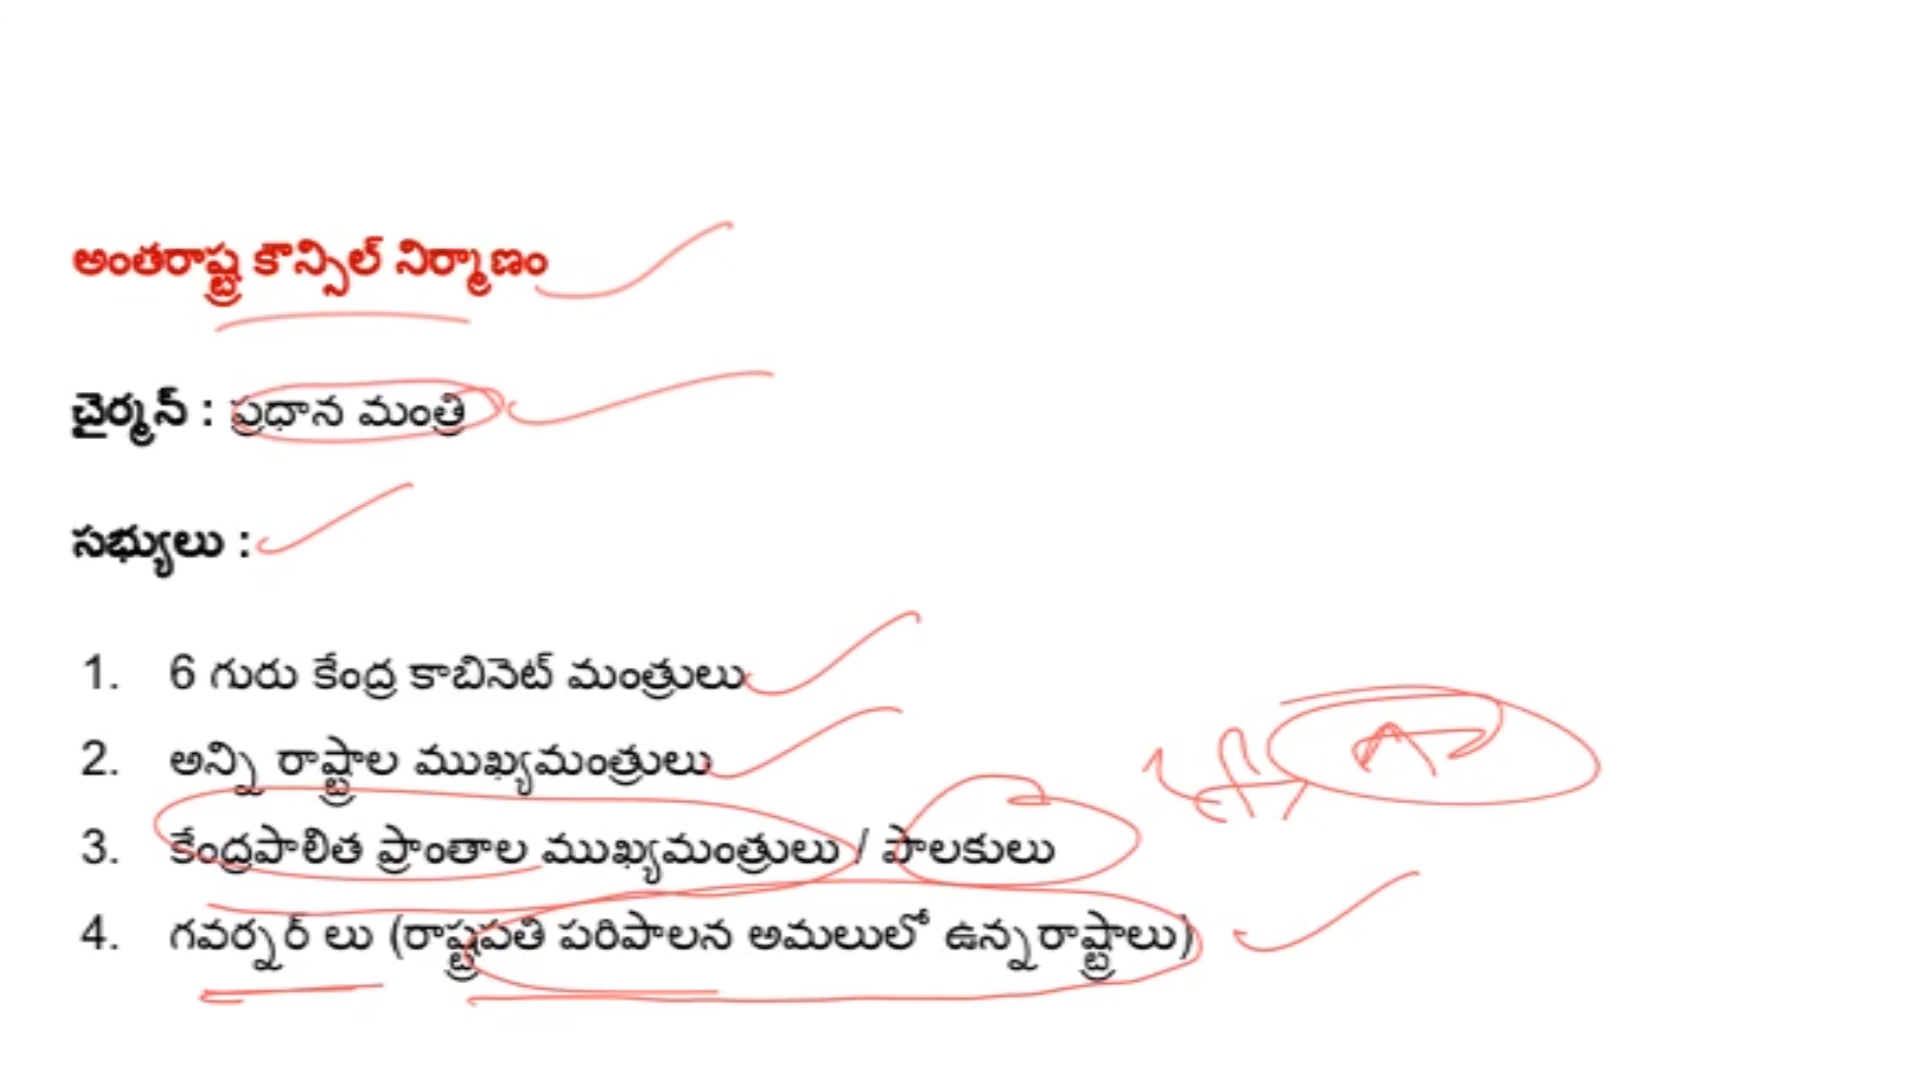 అంతరాష్ట్ర కౌన్సిల్ నిర్మాణం
చైర్మన్ : ప్రధాన మంత్రి
సభ్యులు :
1. 6 గురు కేంద్ర కాబినెట్ మంత్రులు
2. అన్ని రాష్ట్రాల ముఖ్యమంత్రులు
3. కేంద్రపాలిత ప్రాంతాల ముఖ్యమంత్రులు / పాలకులు
4. గవర్నర్ లు (రాష్ట్రపతి పరిపాలన అమలులో ఉన్నరాష్ట్రాలు)